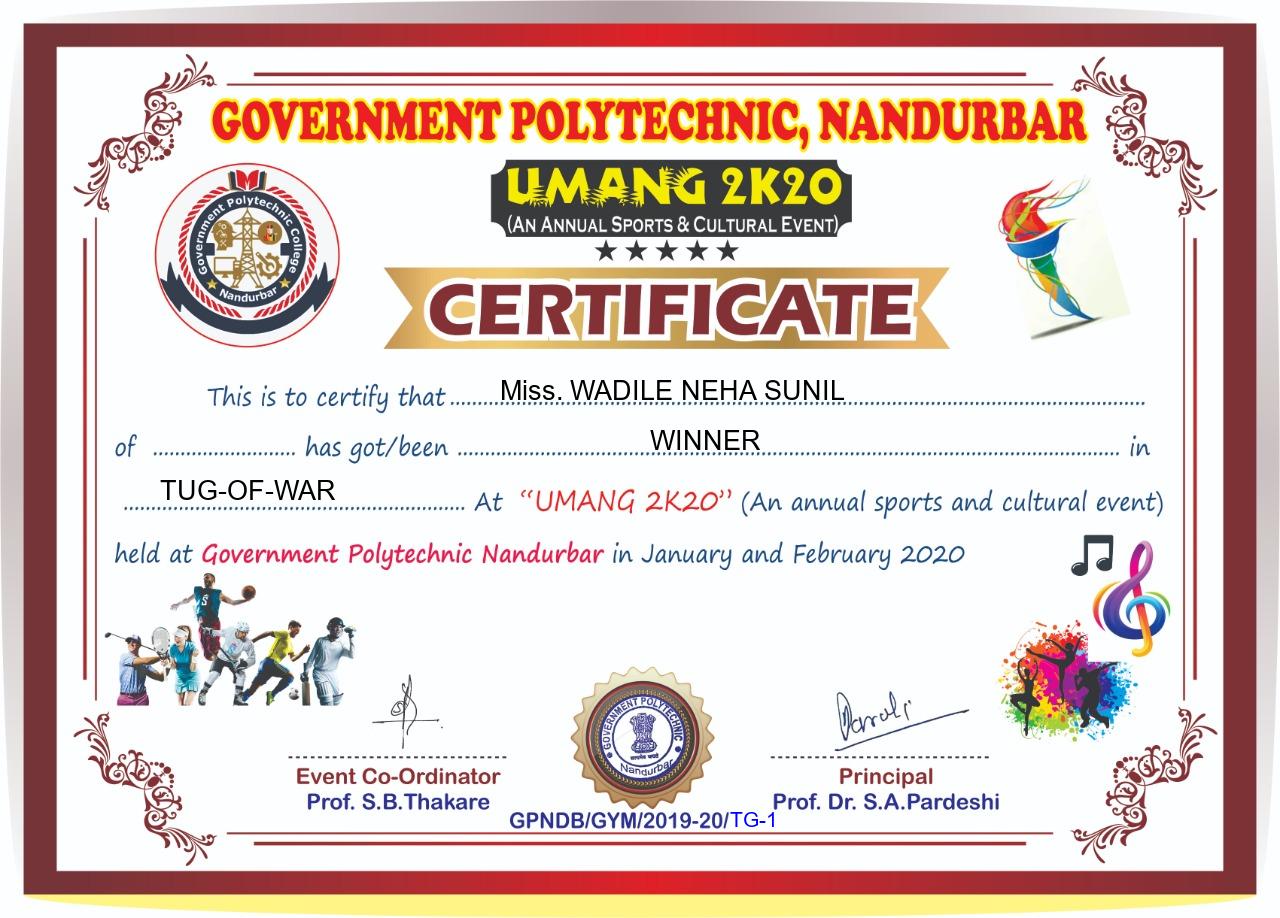 GOVERNMENT POLYTECHNIC, NANDURBAR
UMANG 2K20
(AN ANNUAL SPORTS & CULTURAL EVENT)
Government Polytechnic College
Nandurbar
CERTIFICATE
This is to certify that Miss. WADILE NEHA SUNIL
of ........................ has got/been WINNER in
TUG-OF-WAR At “UMANG 2K20” (An annual sports and cultural event)
held at Government Polytechnic Nandurbar in January and February 2020
S
GOVERNMENT POLYTECHNIC
सत्यमेव जयते
Nandurbar
Event Co-Ordinator
Prof. S.B.Thakare
Principal
Prof. Dr. S.A.Pardeshi
GPNDB/GYM/2019-20/TG-1